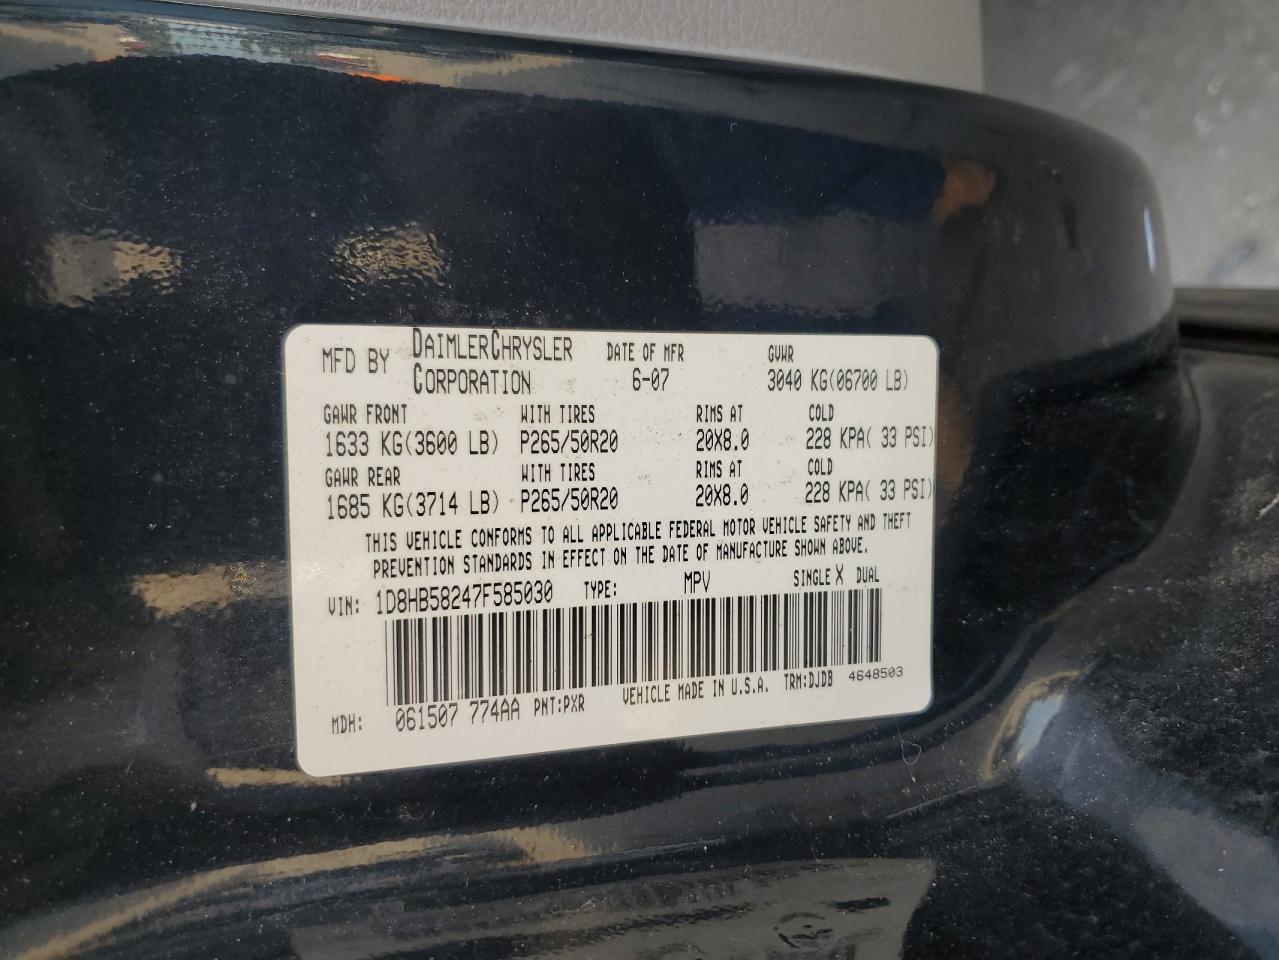 MFD BY DAIMLERCHRYSLER CORPORATION DATE OF MFR 6-07 GVWR 3040 KG(06700 LB)
GAWR FRONT WITH TIRES RIMS AT COLD
1633 KG(3600 LB) P265/50R20 20X8.0 228 KPA( 33 PSI)
GAWR REAR WITH TIRES RIMS AT COLD
1685 KG(3714 LB) P265/50R20 20X8.0 228 KPA( 33 PSI)
THIS VEHICLE CONFORMS TO ALL APPLICABLE FEDERAL MOTOR VEHICLE SAFETY AND THEFT
PREVENTION STANDARDS IN EFFECT ON THE DATE OF MANUFACTURE SHOWN ABOVE.
VIN: 1D8HB58247F585030 TYPE: MPV SINGLE X DUAL
MDH: 061507 774AA PNT:PXR VEHICLE MADE IN U.S.A. TRM:DJDB 4648503